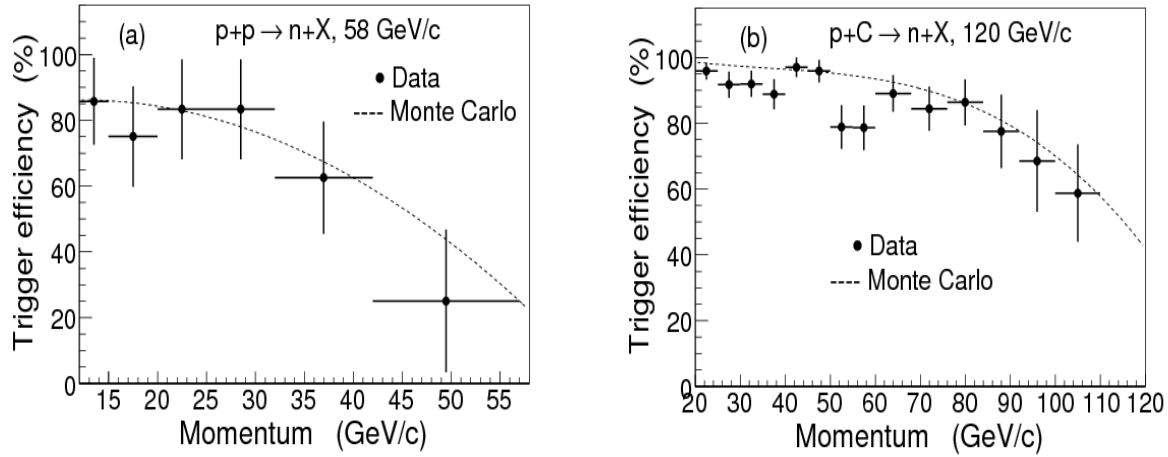 (a) p+p → n+X, 58 GeV/c
Data
Monte Carlo
Trigger efficiency (%)
100
80
60
40
20
0
15 20 25 30 35 40 45 50 55
Momentum (GeV/c)
(b) p+C → n+X, 120 GeV/c
Data
Monte Carlo
Trigger efficiency (%)
100
80
60
40
20
0
20 30 40 50 60 70 80 90 100 110 120
Momentum (GeV/c)